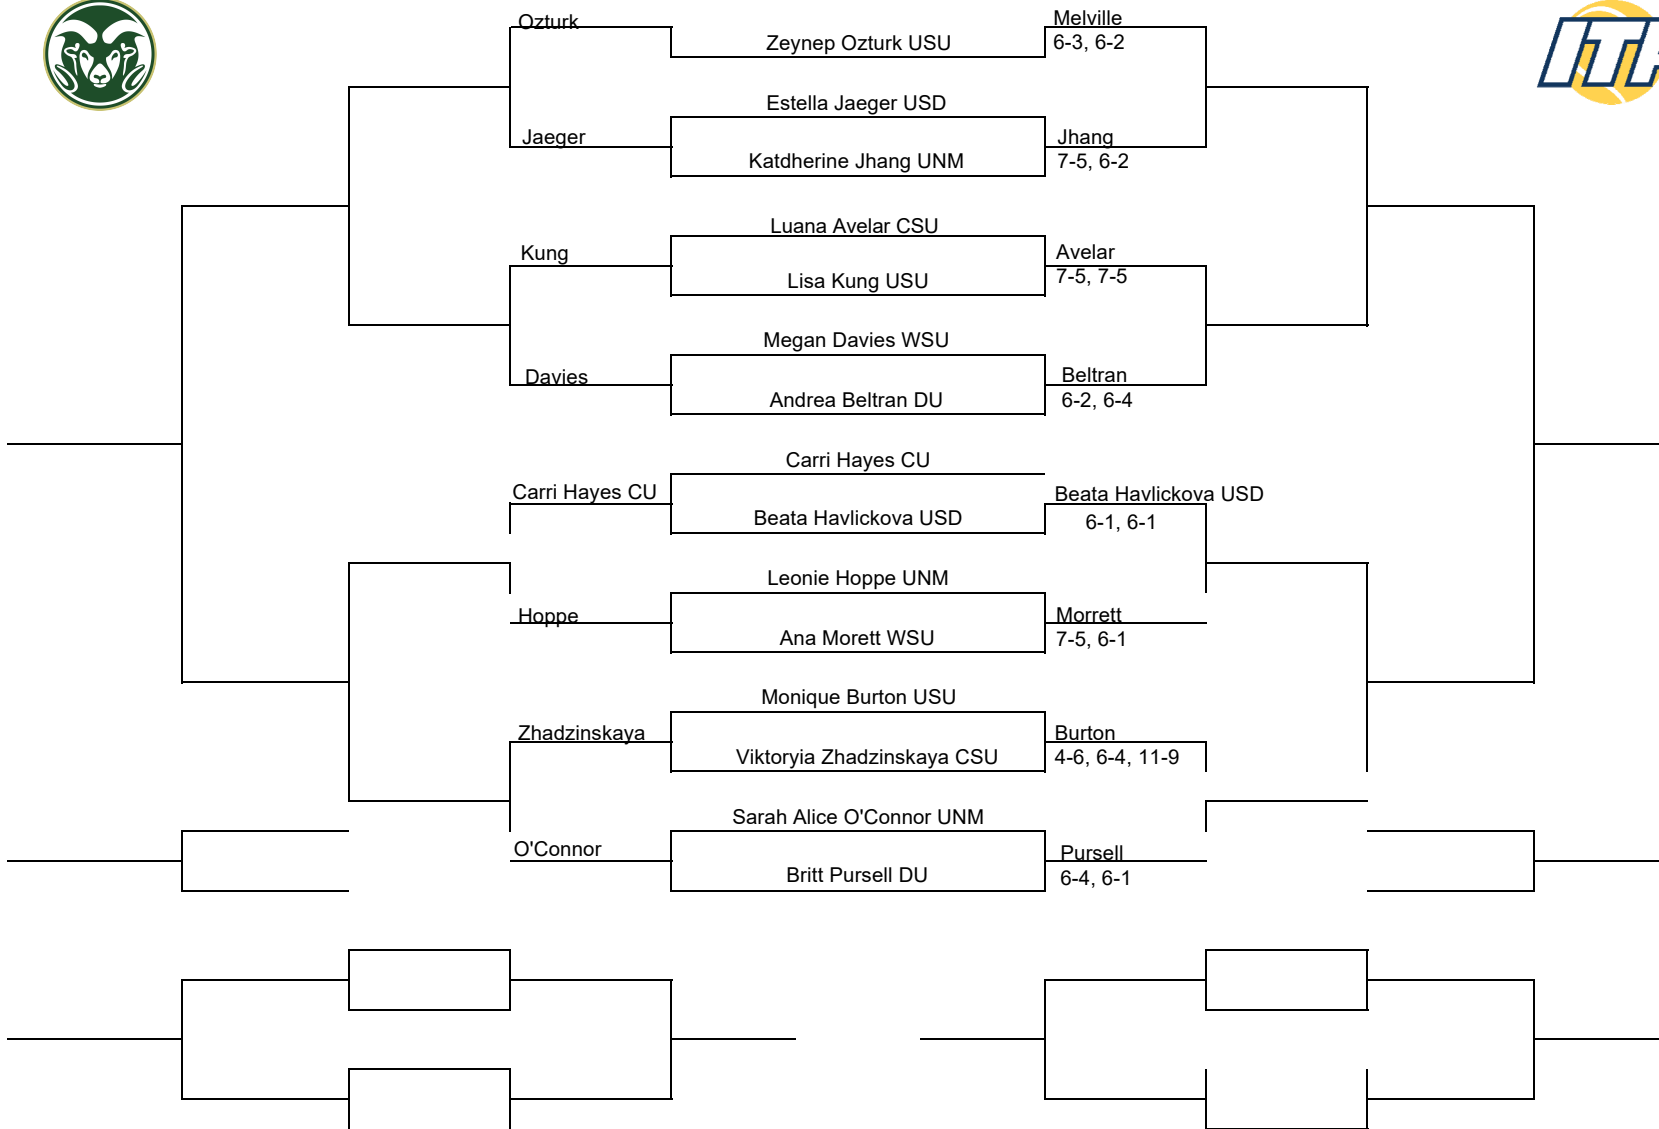 Ozturk
Melville
Zeynep Ozturk USU
6-3, 6-2
Estella Jaeger USD
Jaeger
Jhang
Katdherine Jhang UNM
7-5, 6-2
Luana Avelar CSU
Kung
Avelar
Lisa Kung USU
7-5, 7-5
Megan Davies WSU
Davies
Beltran
Andrea Beltran DU
6-2, 6-4
Carri Hayes CU
Carri Hayes CU
Beata Havlickova USD
Beata Havlickova USD
6-1, 6-1
Leonie Hoppe UNM
Hoppe
Morrett
Ana Morett WSU
7-5, 6-1
Monique Burton USU
Zhadzinskaya
Burton
Viktoryia Zhadzinskaya CSU
4-6, 6-4, 11-9
Sarah Alice O'Connor UNM
O'Connor
Pursell
Britt Pursell DU
6-4, 6-1
ITA